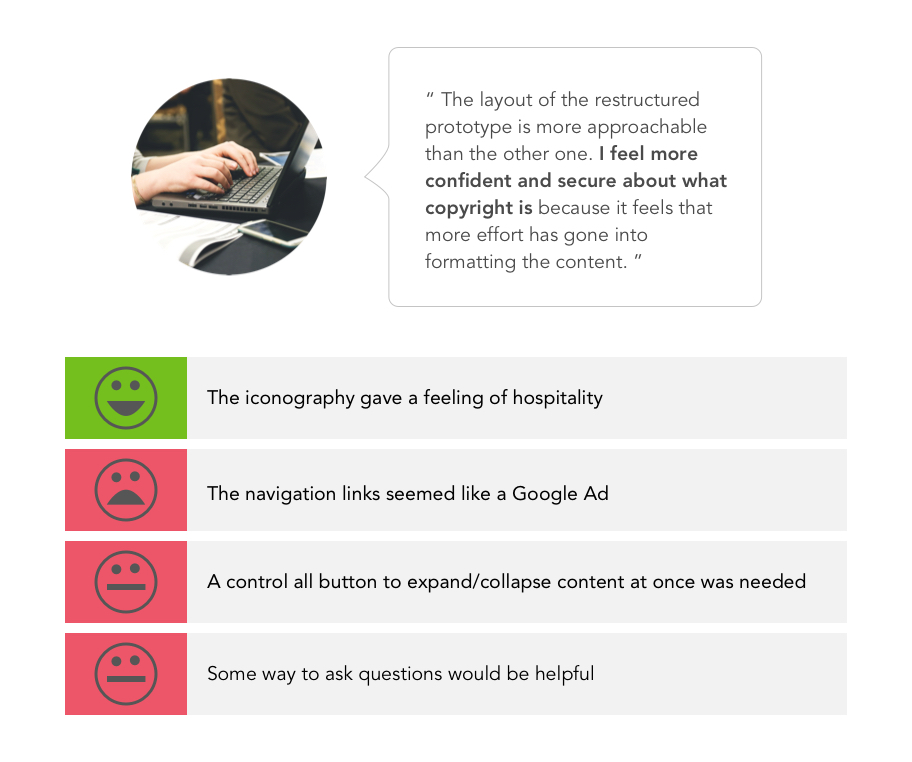 “ The layout of the restructured
prototype is more approachable
than the other one. I feel more
confident and secure about what
copyright is because it feels that
more effort has gone into
formatting the content. ”
The iconography gave a feeling of hospitality
The navigation links seemed like a Google Ad
A control all button to expand/collapse content at once was needed
Some way to ask questions would be helpful